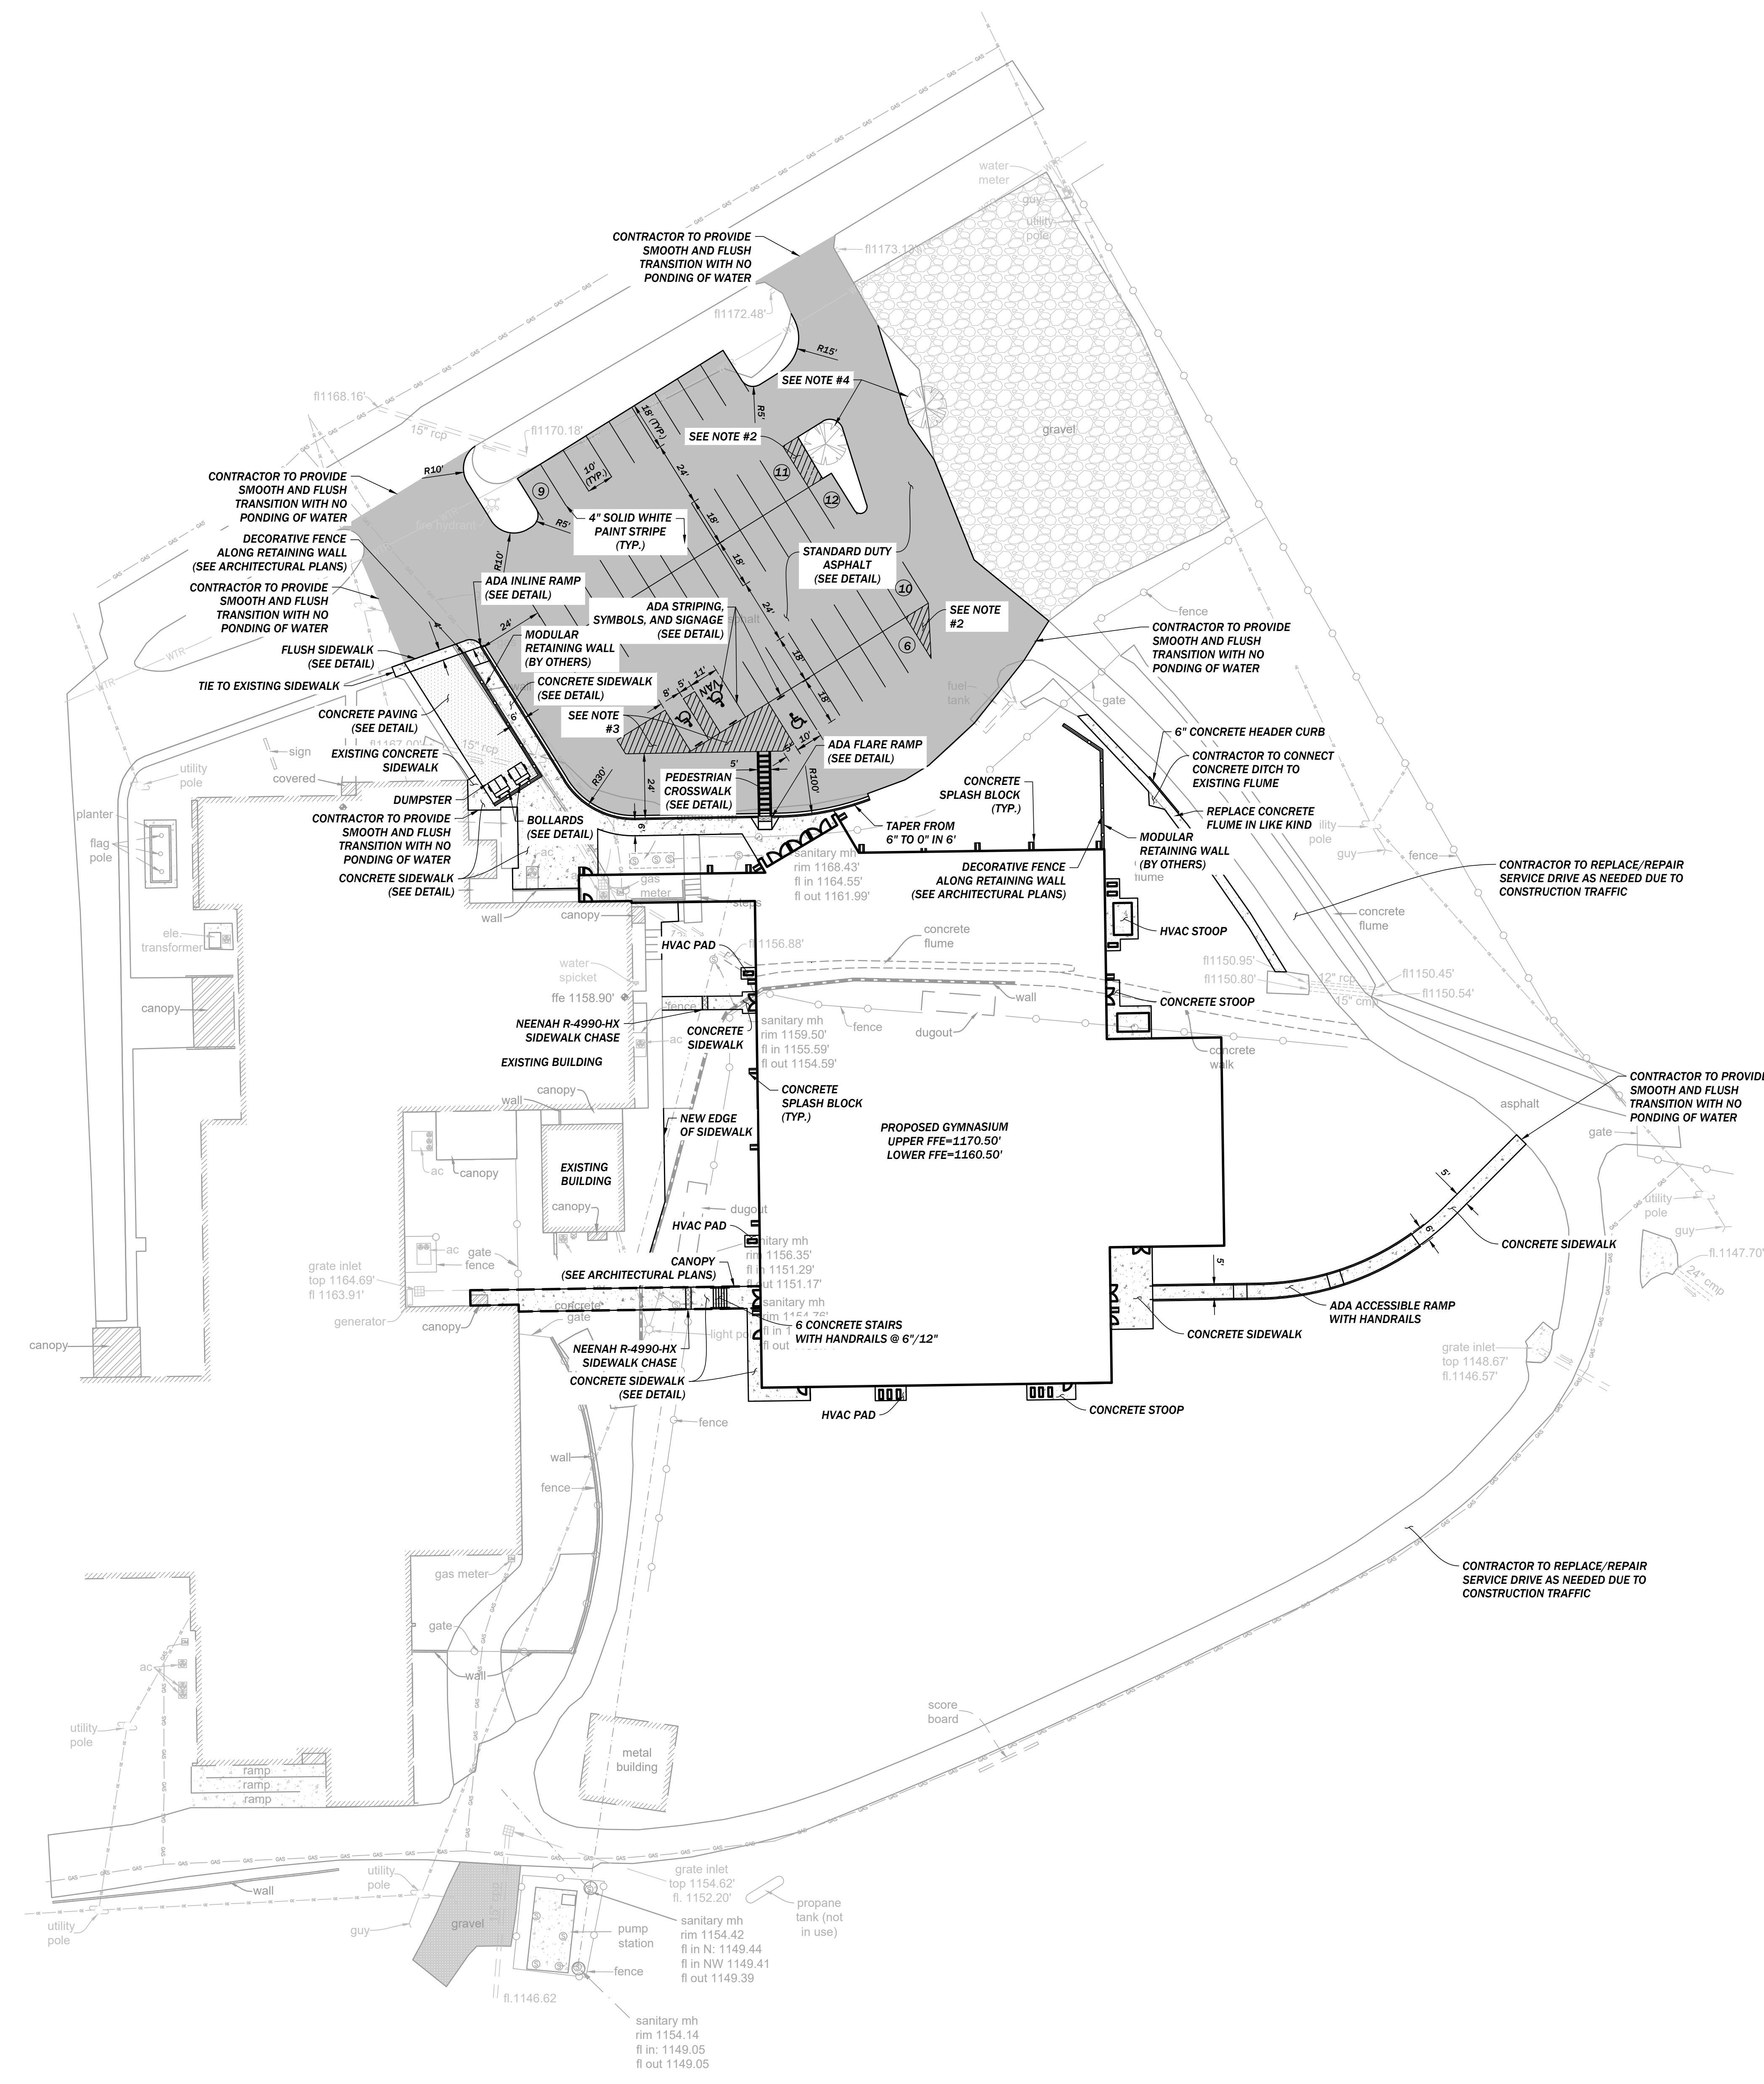 water
meter
WTR
guy
utility
pole
CONTRACTOR TO PROVIDE
SMOOTH AND FLUSH
TRANSITION WITH NO
PONDING OF WATER
fl1173.13'
fl1172.48'
R15'
SEE NOTE #4
fl1168.16'
15" rcp
fl1170.18'
18' (TYP.)
R5'
SEE NOTE #2
gravel
R10'
CONTRACTOR TO PROVIDE
SMOOTH AND FLUSH
TRANSITION WITH NO
PONDING OF WATER
10'
(TYP.)
24'
11
9
12
WTR
fire hydrant
R5'
4" SOLID WHITE
PAINT STRIPE
(TYP.)
18'
18'
DECORATIVE FENCE
ALONG RETAINING WALL
(SEE ARCHITECTURAL PLANS)
R10'
STANDARD DUTY
ASPHALT
(SEE DETAIL)
CONTRACTOR TO PROVIDE
SMOOTH AND FLUSH
TRANSITION WITH NO
PONDING OF WATER
ADA INLINE RAMP
(SEE DETAIL)
10
ADA STRIPING,
SYMBOLS, AND SIGNAGE
(SEE DETAIL)
24'
SEE NOTE
#2
fence
24'
4'
MODULAR
RETAINING WALL
(BY OTHERS)
6
CONTRACTOR TO PROVIDE
SMOOTH AND FLUSH
TRANSITION WITH NO
PONDING OF WATER
FLUSH SIDEWALK
(SEE DETAIL)
WTR
18'
TIE TO EXISTING SIDEWALK
CONCRETE SIDEWALK
(SEE DETAIL)
11'
5'
8'
VAN
18'
fuel
tank
gate
WTR
CONCRETE PAVING
(SEE DETAIL)
6'
SEE NOTE
#3
10'
5'
6" CONCRETE HEADER CURB
sign
EXISTING CONCRETE
SIDEWALK
15" rcp
ADA FLARE RAMP
(SEE DETAIL)
CONTRACTOR TO CONNECT
CONCRETE DITCH TO
EXISTING FLUME
utility
pole
covered
R30'
24'
5'
PEDESTRIAN
CROSSWALK
(SEE DETAIL)
R100'
CONCRETE
SPLASH BLOCK
(TYP.)
DUMPSTER
REPLACE CONCRETE
FLUME IN LIKE KIND
planter
flag
pole
CONTRACTOR TO PROVIDE
SMOOTH AND FLUSH
TRANSITION WITH NO
PONDING OF WATER
BOLLARDS
(SEE DETAIL)
6'
TAPER FROM
6" TO 0" IN 6'
MODULAR
RETAINING WALL
(BY OTHERS)
pole
guy
fence
ac
sanitary mh
rim 1168.43'
fl in 1164.55'
fl out 1161.99'
CONCRETE SIDEWALK
(SEE DETAIL)
gas
meter
DECORATIVE FENCE
ALONG RETAINING WALL
(SEE ARCHITECTURAL PLANS)
CONTRACTOR TO REPLACE/REPAIR
SERVICE DRIVE AS NEEDED DUE TO
CONSTRUCTION TRAFFIC
wall
canopy
steps
concrete
flume
ele.
transformer
HVAC PAD
fl1156.88'
concrete
flume
HVAC STOOP
water
spicket
fl1150.95'
fl1150.80'
12" rcp
fl1150.45'
fl1150.54'
15" cmp
ffe 1158.90'
canopy
fence
wall
CONCRETE STOOP
NEENAH R-4990-HX
SIDEWALK CHASE
CONCRETE
SIDEWALK
sanitary mh
rim 1159.50'
fl in 1155.59'
fl out 1154.59'
fence
dugout
ac
concrete
walk
EXISTING BUILDING
canopy
wall
CONCRETE
SPLASH BLOCK
(TYP.)
CONTRACTOR TO PROVIDE
SMOOTH AND FLUSH
TRANSITION WITH NO
PONDING OF WATER
asphalt
NEW EDGE
OF SIDEWALK
PROPOSED GYMNASIUM
UPPER FFE=1170.50'
LOWER FFE=1160.50'
gate
ac
canopy
EXISTING
BUILDING
5'
utility
pole
guy
canopy
dugout
HVAC PAD
6'
CONCRETE SIDEWALK
fl.1147.70'
24" cmp
ac
gate
fence
rim 1156.35'
fl in 1151.29'
fl out 1151.17'
CANOPY
(SEE ARCHITECTURAL PLANS)
5'
grate inlet
top 1164.69'
fl 1163.91'
generator
canopy
concrete
gate
sanitary mh
6 CONCRETE STAIRS
WITH HANDRAILS @ 6"/12"
ADA ACCESSIBLE RAMP
WITH HANDRAILS
CONCRETE SIDEWALK
canopy
NEENAH R-4990-HX
SIDEWALK CHASE
CONCRETE SIDEWALK
(SEE DETAIL)
grate inlet
top 1148.67'
fl.1146.57'
HVAC PAD
CONCRETE STOOP
fence
wall
fence
gas meter
CONTRACTOR TO REPLACE/REPAIR
SERVICE DRIVE AS NEEDED DUE TO
CONSTRUCTION TRAFFIC
gate
ac
wall
utility
pole
score
board
metal
building
ramp
ramp
ramp
GAS
utility
pole
wall
grate inlet
top 1154.62'
fl. 1152.20'
propane
tank (not
in use)
utility
pole
guy
gravel
pump
station
sanitary mh
rim 1154.42
fl in N: 1149.44
fl in NW 1149.41
fl out 1149.39
fence
fl.1146.62
sanitary mh
rim 1154.14
fl in: 1149.05
fl out 1149.05